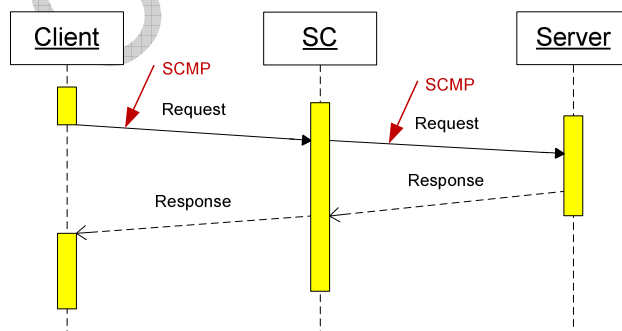 Client
SC
Server
SCMP
SCMP
Request
Request
Response
Response